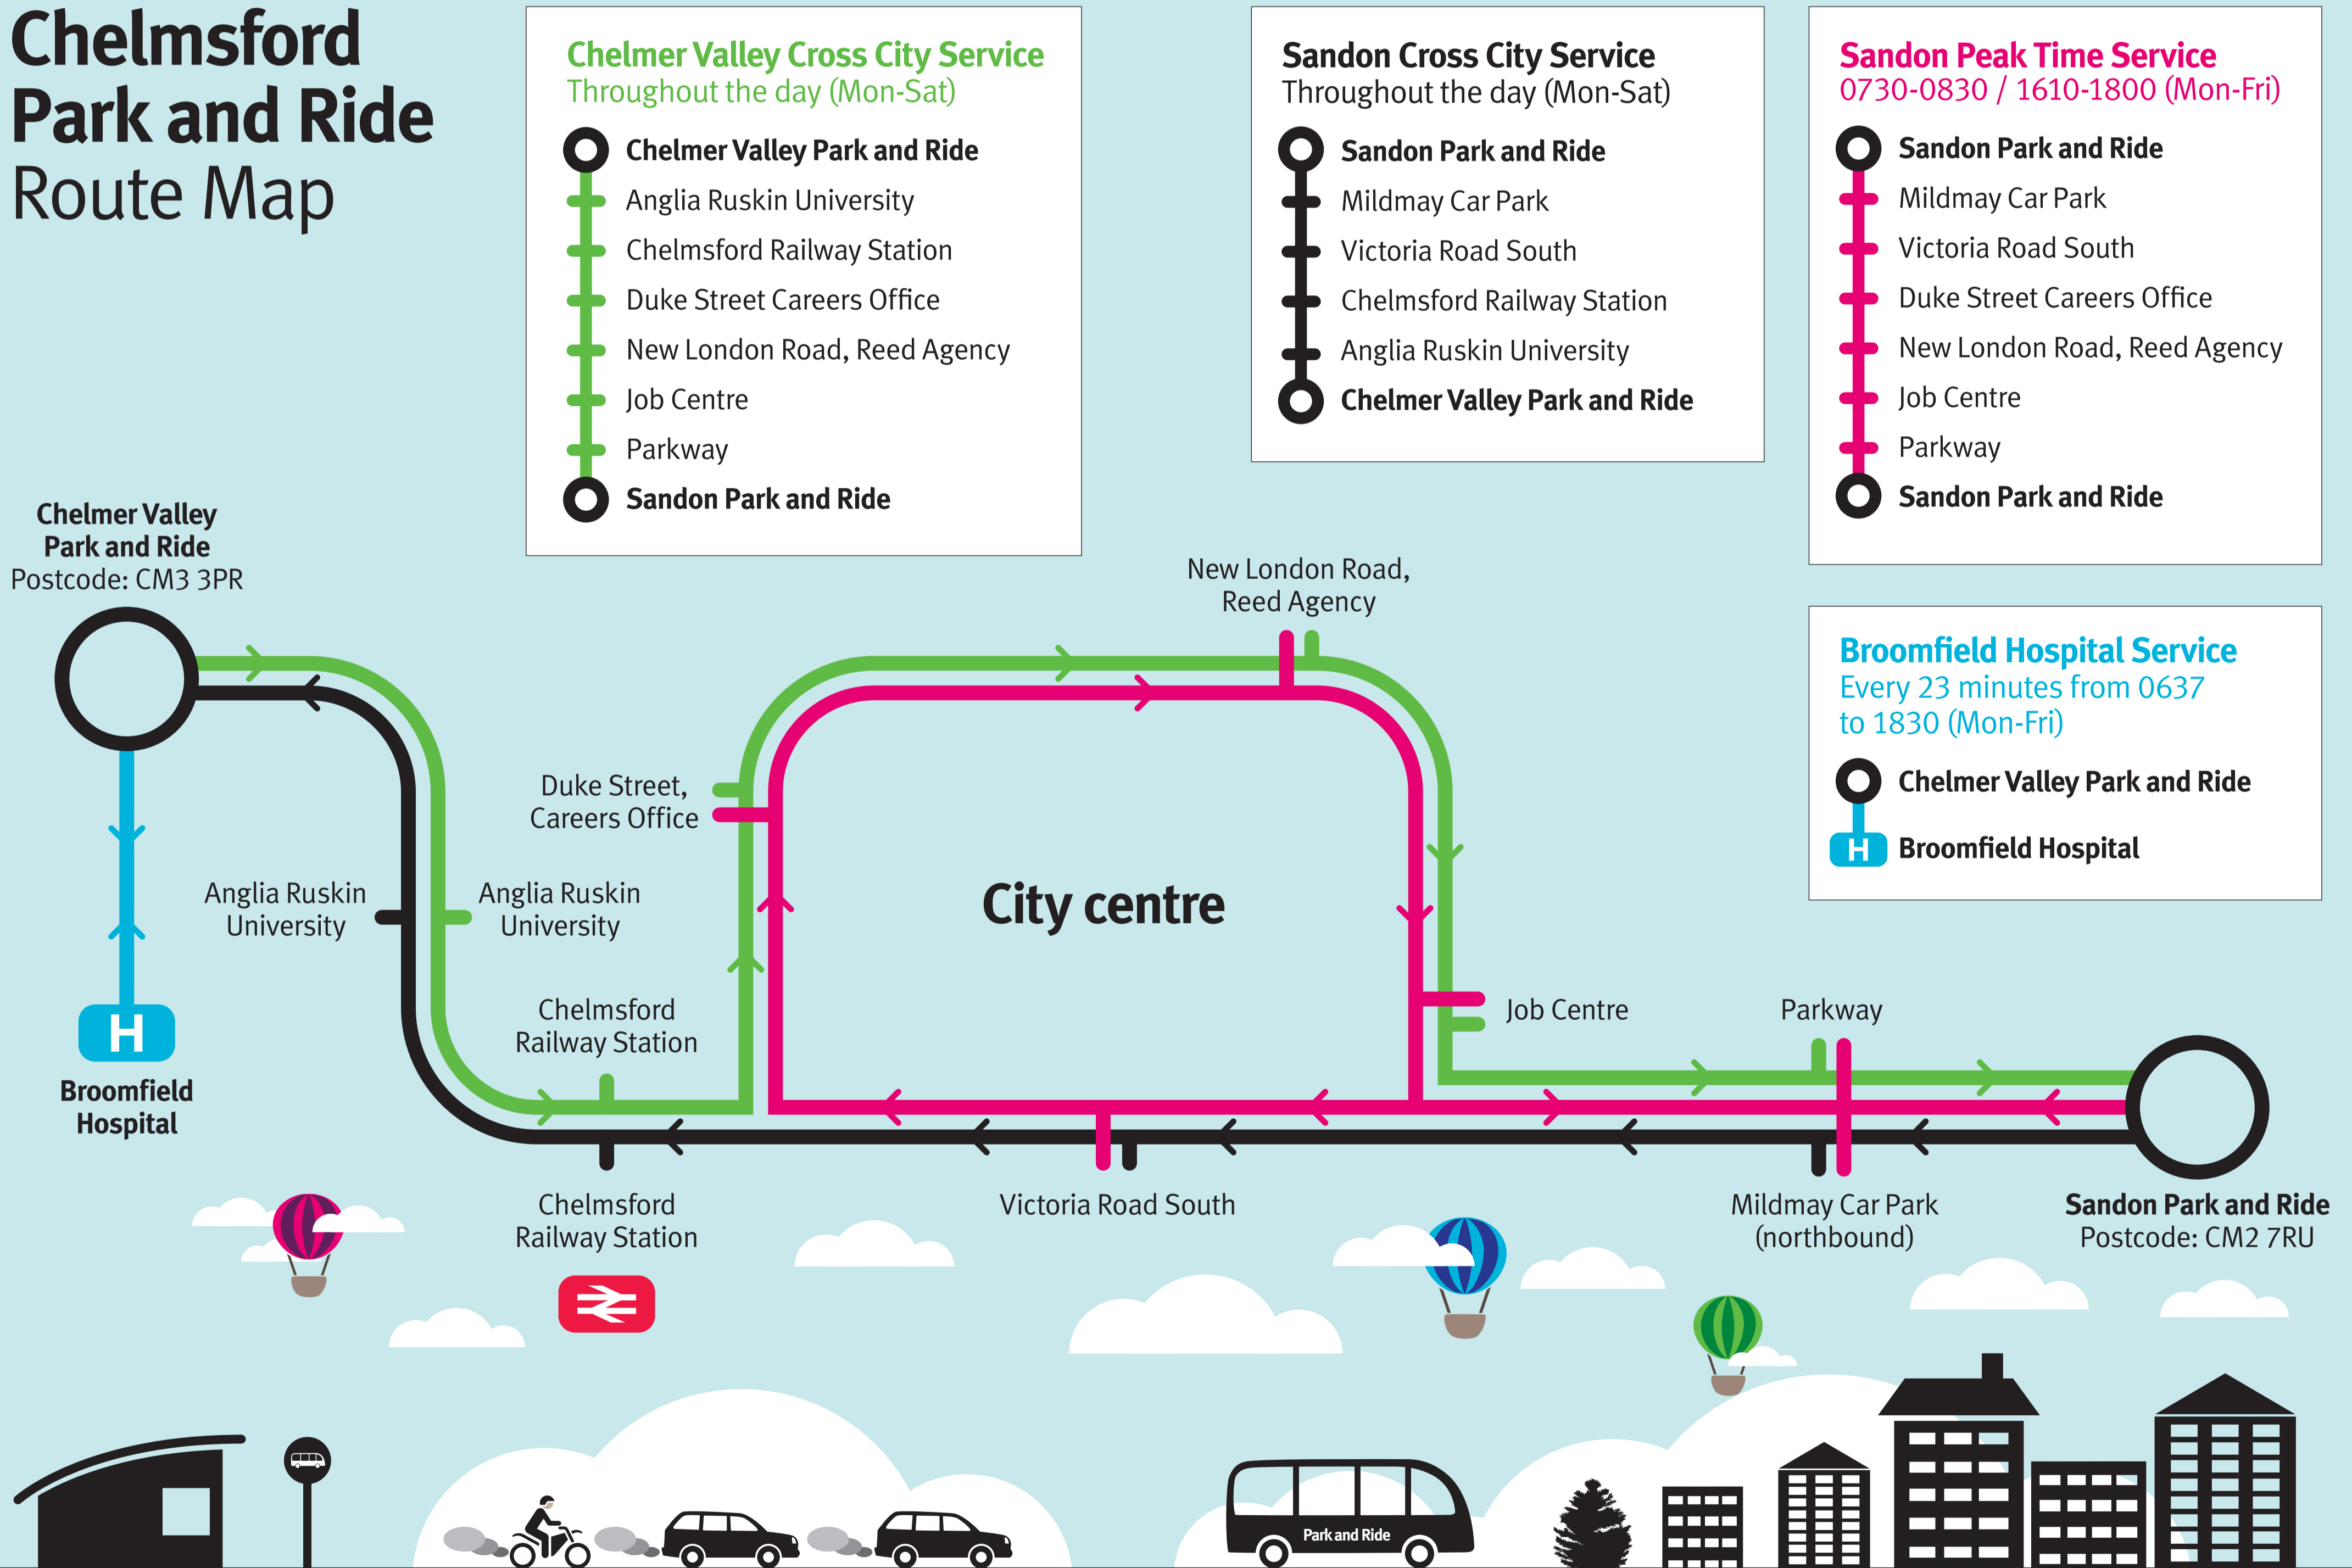 Chelmsford
Park and Ride
Route Map
Chelmer Valley Cross City Service
Throughout the day (Mon-Sat)
Chelmer Valley Park and Ride
Anglia Ruskin University
Chelmsford Railway Station
Duke Street Careers Office
New London Road, Reed Agency
Job Centre
Parkway
Sandon Park and Ride
Sandon Cross City Service
Throughout the day (Mon-Sat)
Sandon Park and Ride
Mildmay Car Park
Victoria Road South
Chelmsford Railway Station
Anglia Ruskin University
Chelmer Valley Park and Ride
Sandon Peak Time Service
0730-0830 / 1610-1800 (Mon-Fri)
Sandon Park and Ride
Mildmay Car Park
Victoria Road South
Duke Street Careers Office
New London Road, Reed Agency
Job Centre
Parkway
Sandon Park and Ride
Broomfield Hospital Service
Every 23 minutes from 0637
to 1830 (Mon-Fri)
Chelmer Valley Park and Ride
H
Broomfield Hospital
Chelmer Valley
Park and Ride
Postcode: CM3 3PR
New London Road,
Reed Agency
Duke Street,
Careers Office
City centre
Anglia Ruskin
University
Anglia Ruskin
University
Chelmsford
Railway Station
Job Centre
Parkway
H
Broomfield
Hospital
Chelmsford
Railway Station
Victoria Road South
Mildmay Car Park
(northbound)
Sandon Park and Ride
Postcode: CM2 7RU
Park and Ride